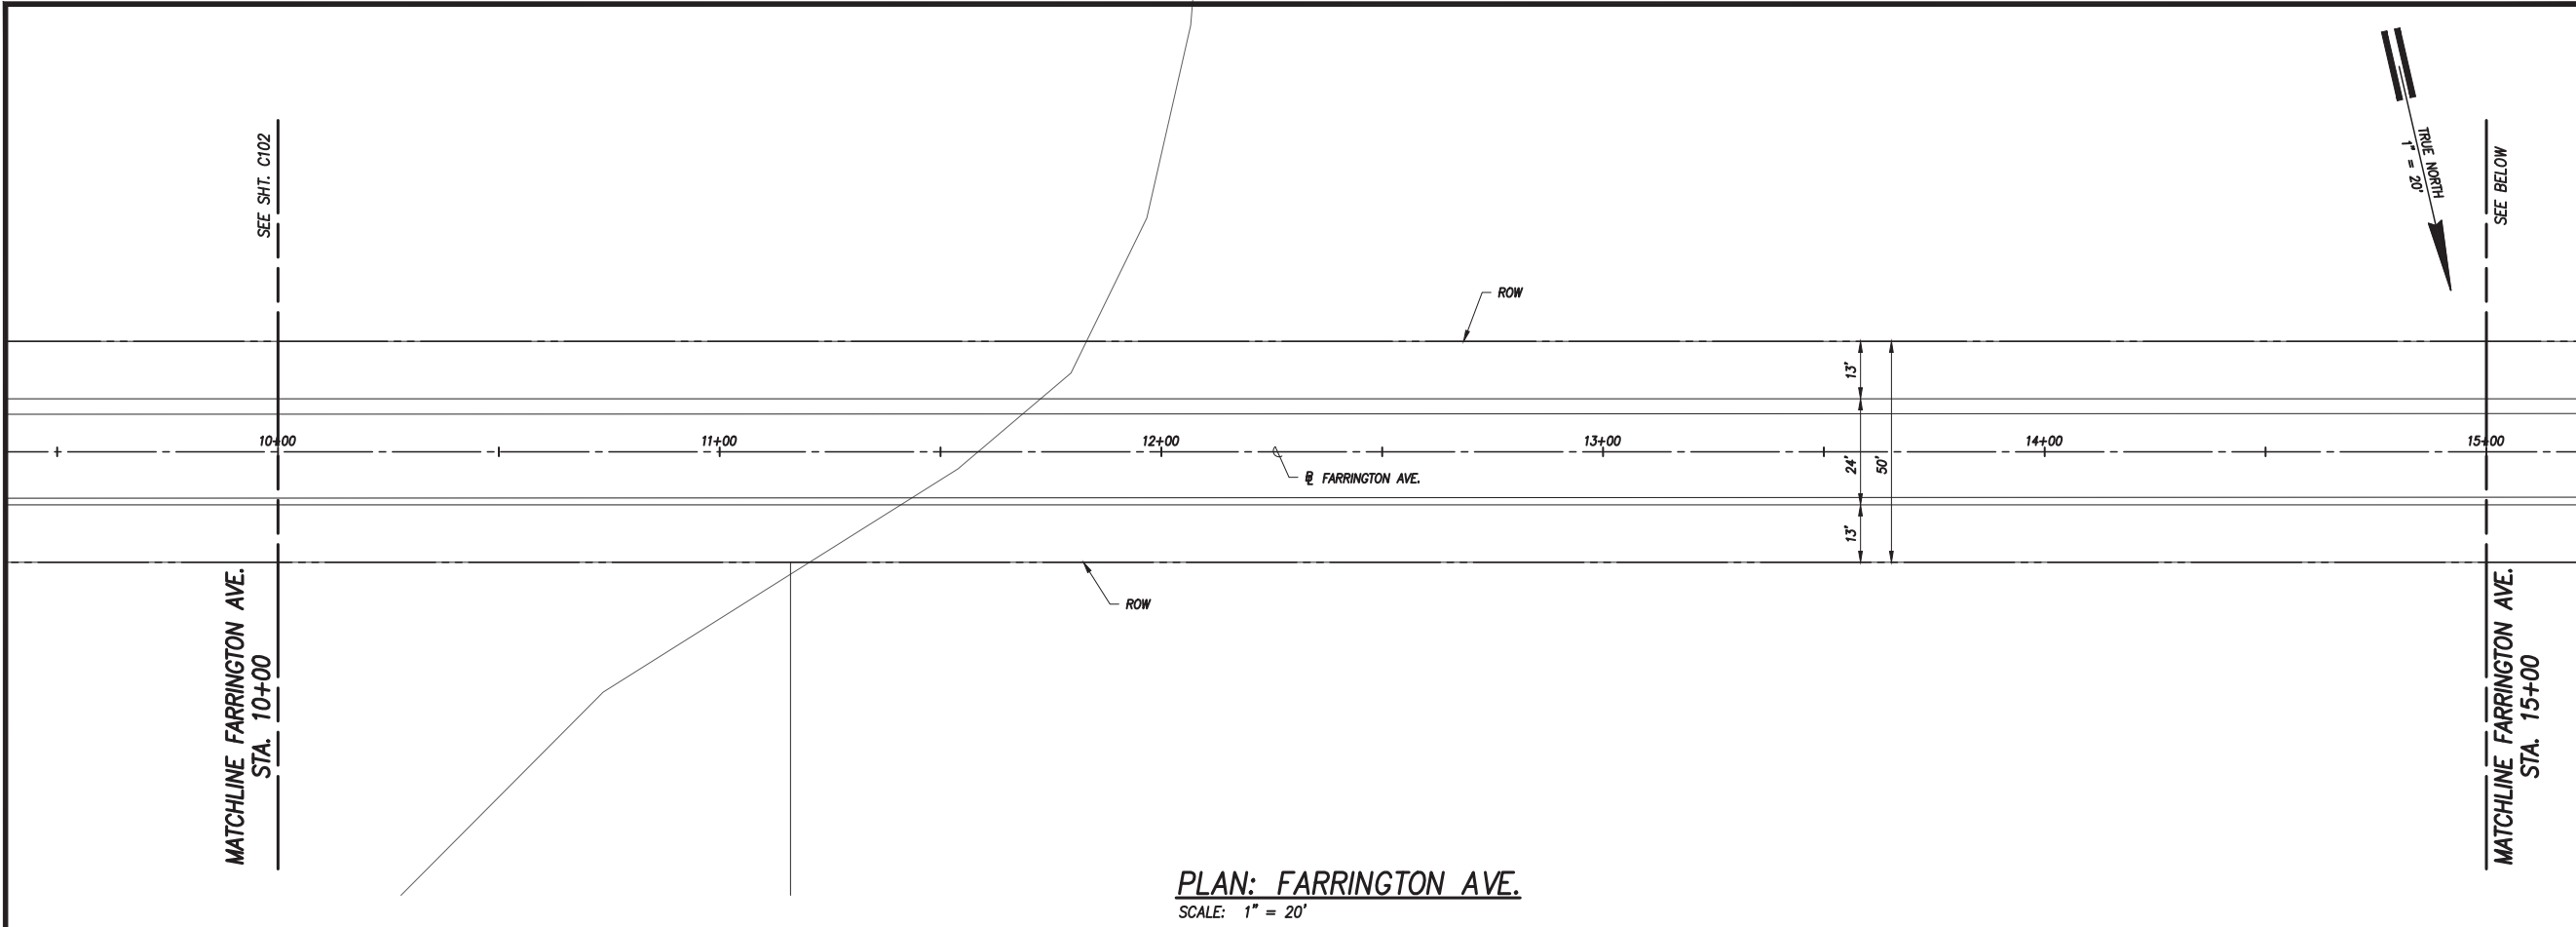 SEE SHT. C102
TRUE NORTH
1" = 20'
SEE BELOW
ROW
13'
10+00
11+00
12+00
13+00
14+00
15+00
24'
50'
FARRINGTON AVE.
13'
ROW
MATCHLINE FARRINGTON AVE.
STA. 10+00
MATCHLINE FARRINGTON AVE.
STA. 15+00
PLAN: FARRINGTON AVE.
SCALE: 1" = 20'